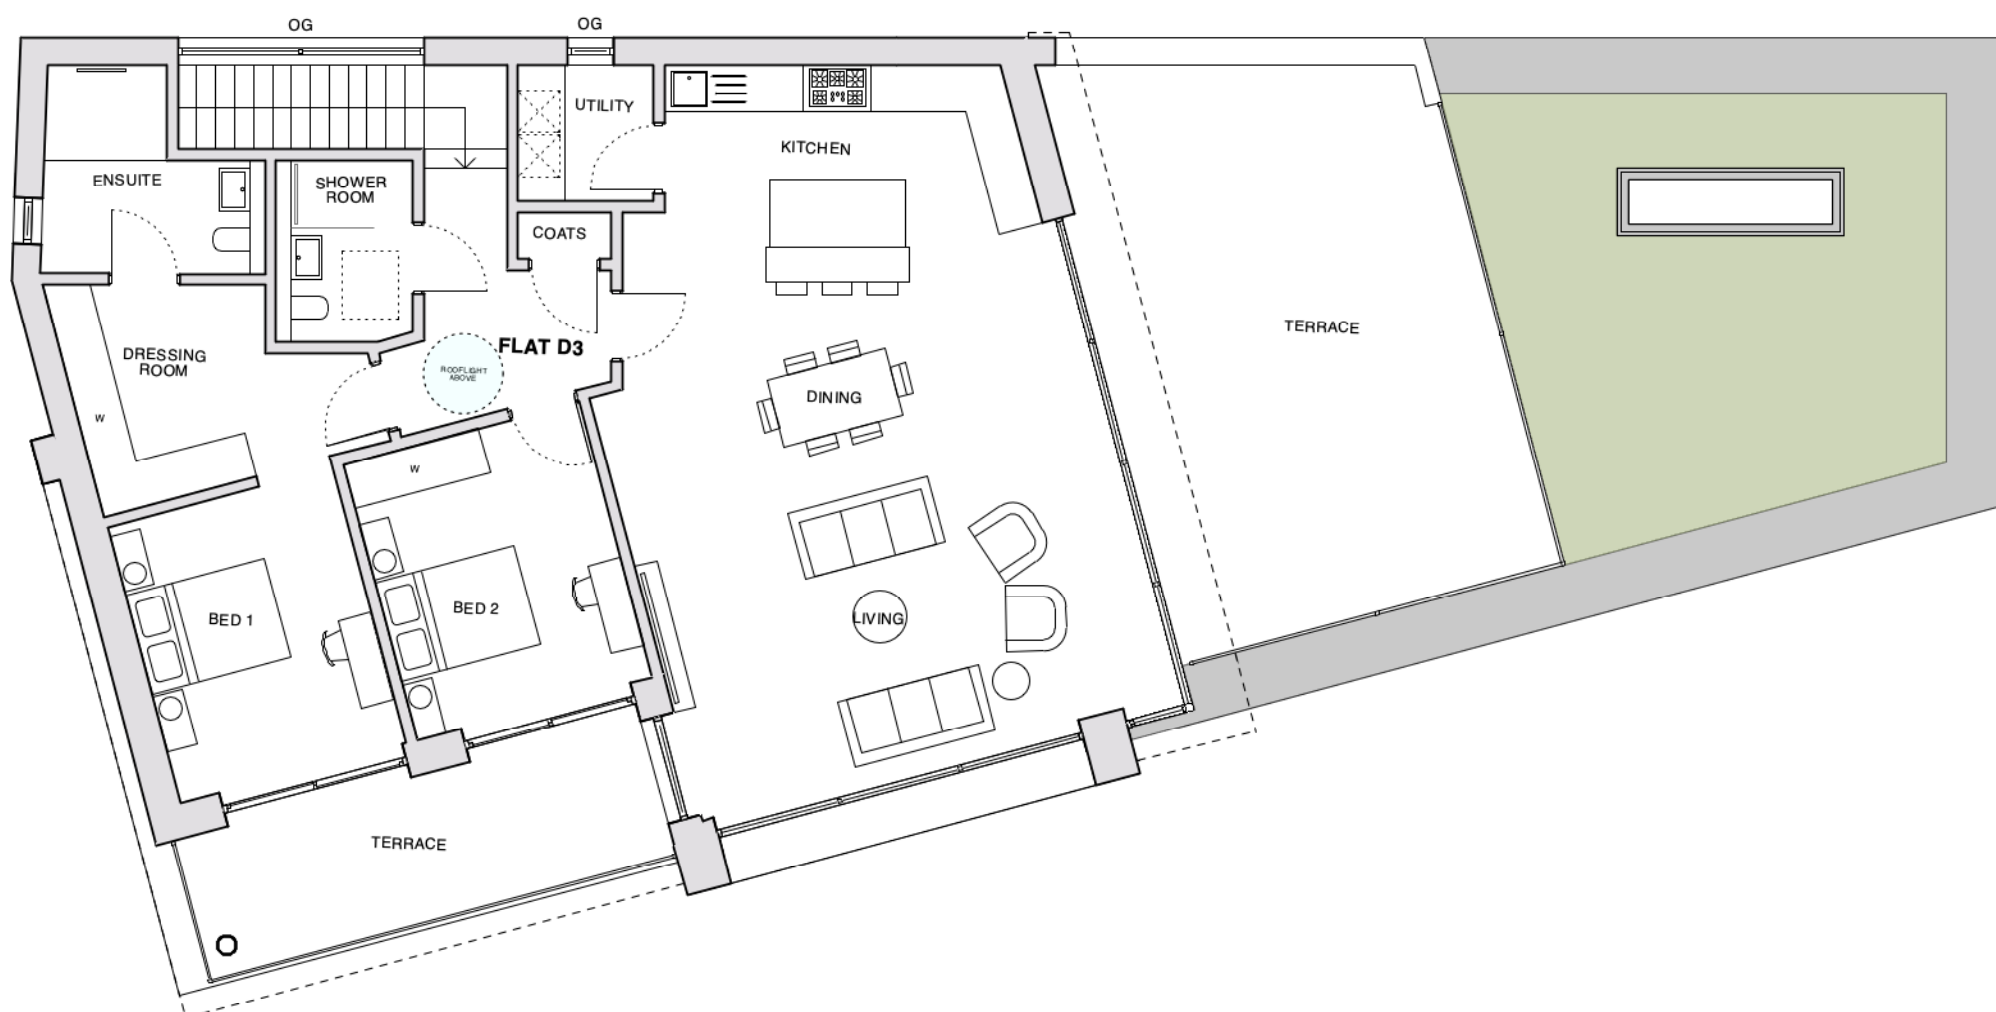 OG
OG
UTILITY
KITCHEN
ENSUITE
SHOWER
ROOM
COATS
TERRACE
FLAT D3
DRESSING
ROOM
ROOFLIGHT
ABOVE
DINING
W
W
BED 1
BED 2
LIVING
TERRACE